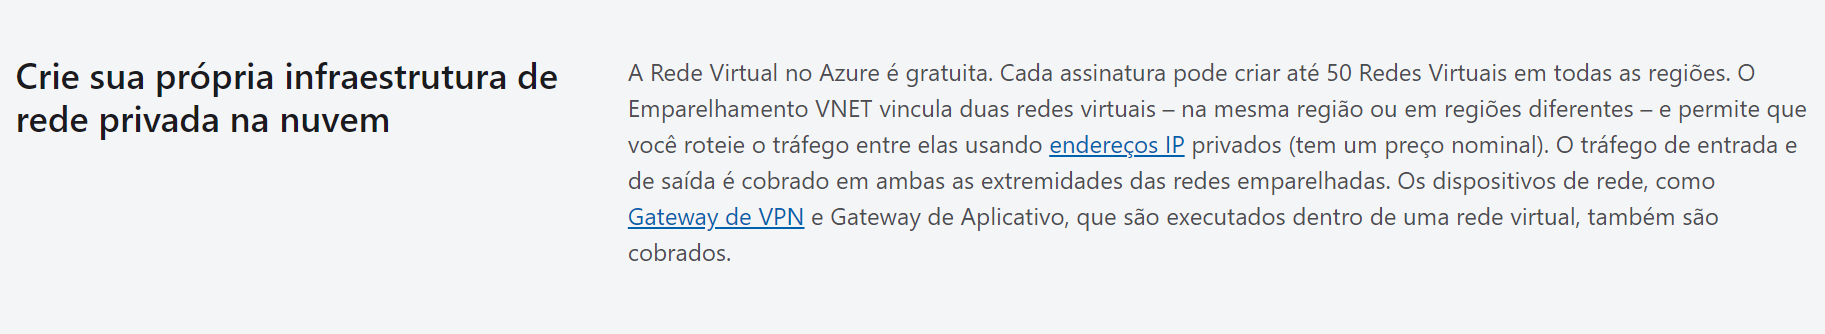 Crie sua própria infraestrutura de
rede privada na nuvem
A Rede Virtual no Azure é gratuita. Cada assinatura pode criar até 50 Redes Virtuais em todas as regiões. O
Emparelhamento VNET vincula duas redes virtuais – na mesma região ou em regiões diferentes – e permite que
você roteie o tráfego entre elas usando endereços IP privados (tem um preço nominal). O tráfego de entrada e
de saída é cobrado em ambas as extremidades das redes emparelhadas. Os dispositivos de rede, como
Gateway de VPN e Gateway de Aplicativo, que são executados dentro de uma rede virtual, também são
cobrados.